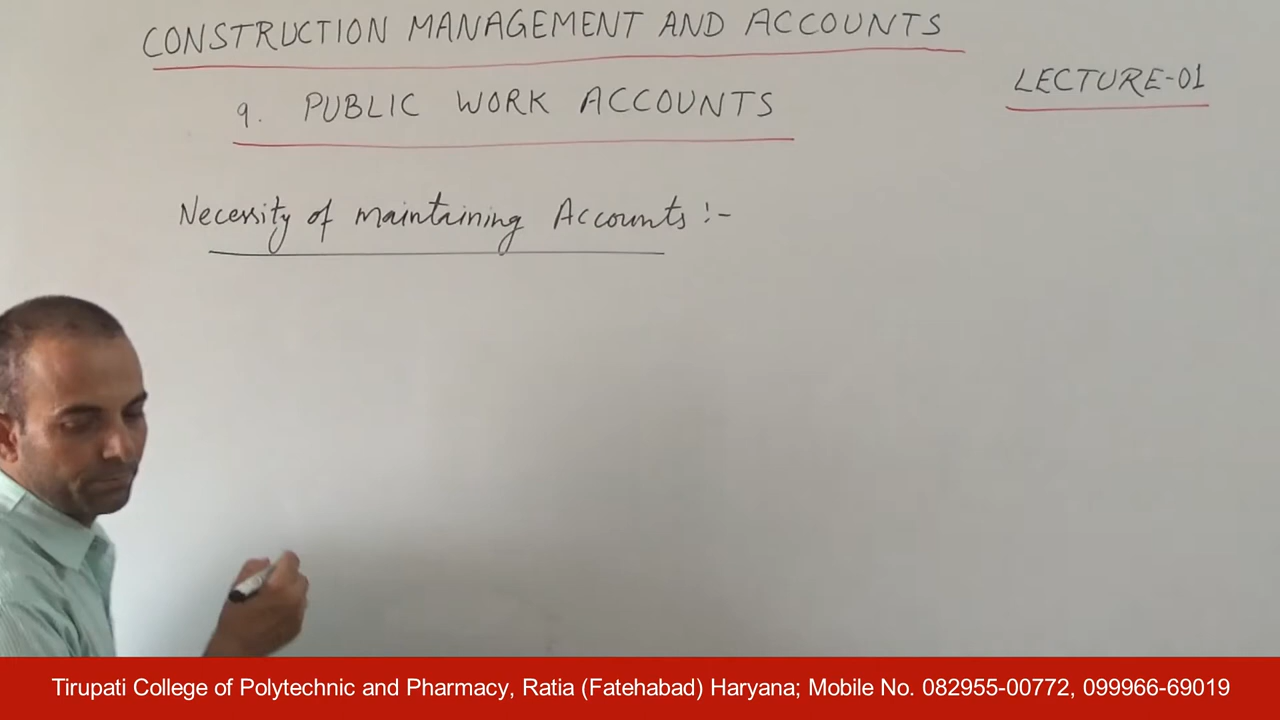 CONSTRUCTION MANAGEMENT AND ACCOUNTS
LECTURE-01
9. PUBLIC WORK ACCOUNTS
Necessity of maintaining Accounts :-
Tirupati College of Polytechnic and Pharmacy, Ratia (Fatehabad) Haryana; Mobile No. 082955-00772, 099966-69019